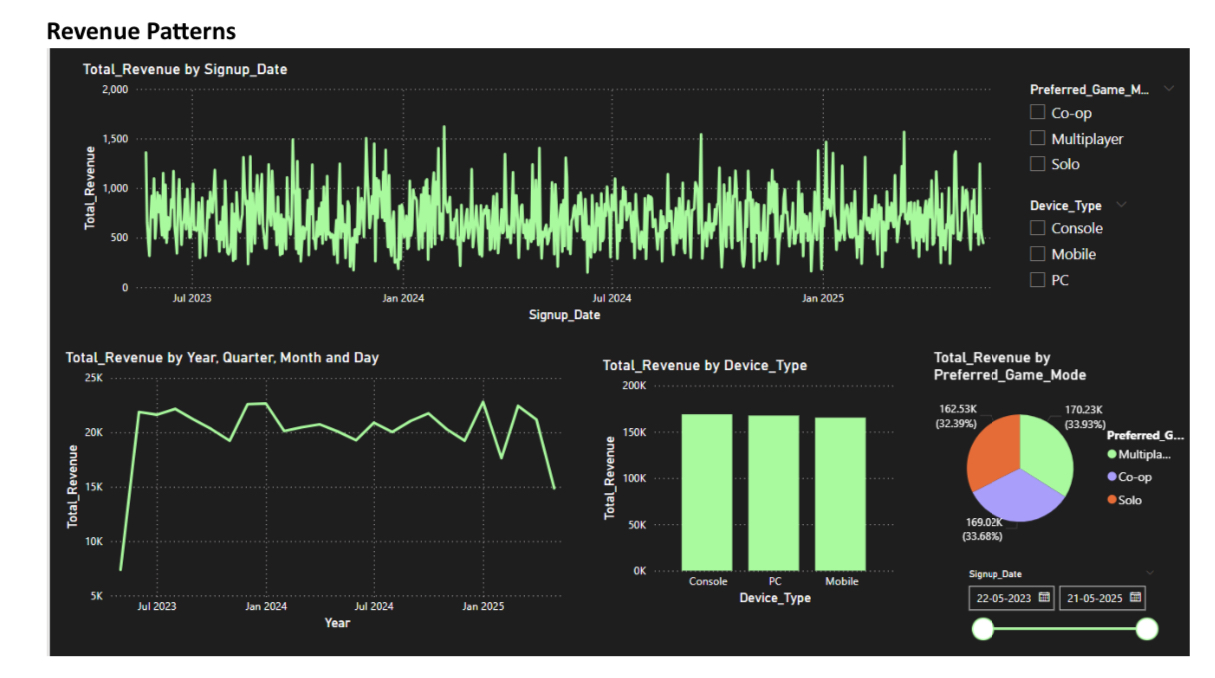 Revenue Patterns
Total_Revenue by Signup_Date
2,000
1,500
1,000
500
0
Total_Revenue
Jul 2023
Jan 2024
Jul 2024
Jan 2025
Signup_Date
Preferred_Game_M...
Co-op
Multiplayer
Solo
Device_Type
Console
Mobile
PC
Total_Revenue by Year, Quarter, Month and Day
25K
20K
15K
10K
5K
Total_Revenue
Jul 2023
Jan 2024
Jul 2024
Jan 2025
Year
Total_Revenue by Device_Type
200K
150K
100K
50K
0K
Total_Revenue
Console
PC
Mobile
Device_Type
Total_Revenue by
Preferred_Game_Mode
162.53K
(32.39%)
170.23K
(33.93%)
169.02K
(33.68%)
Preferred_G...
Multipla...
Co-op
Solo
Signup_Date
22-05-2023
21-05-2025